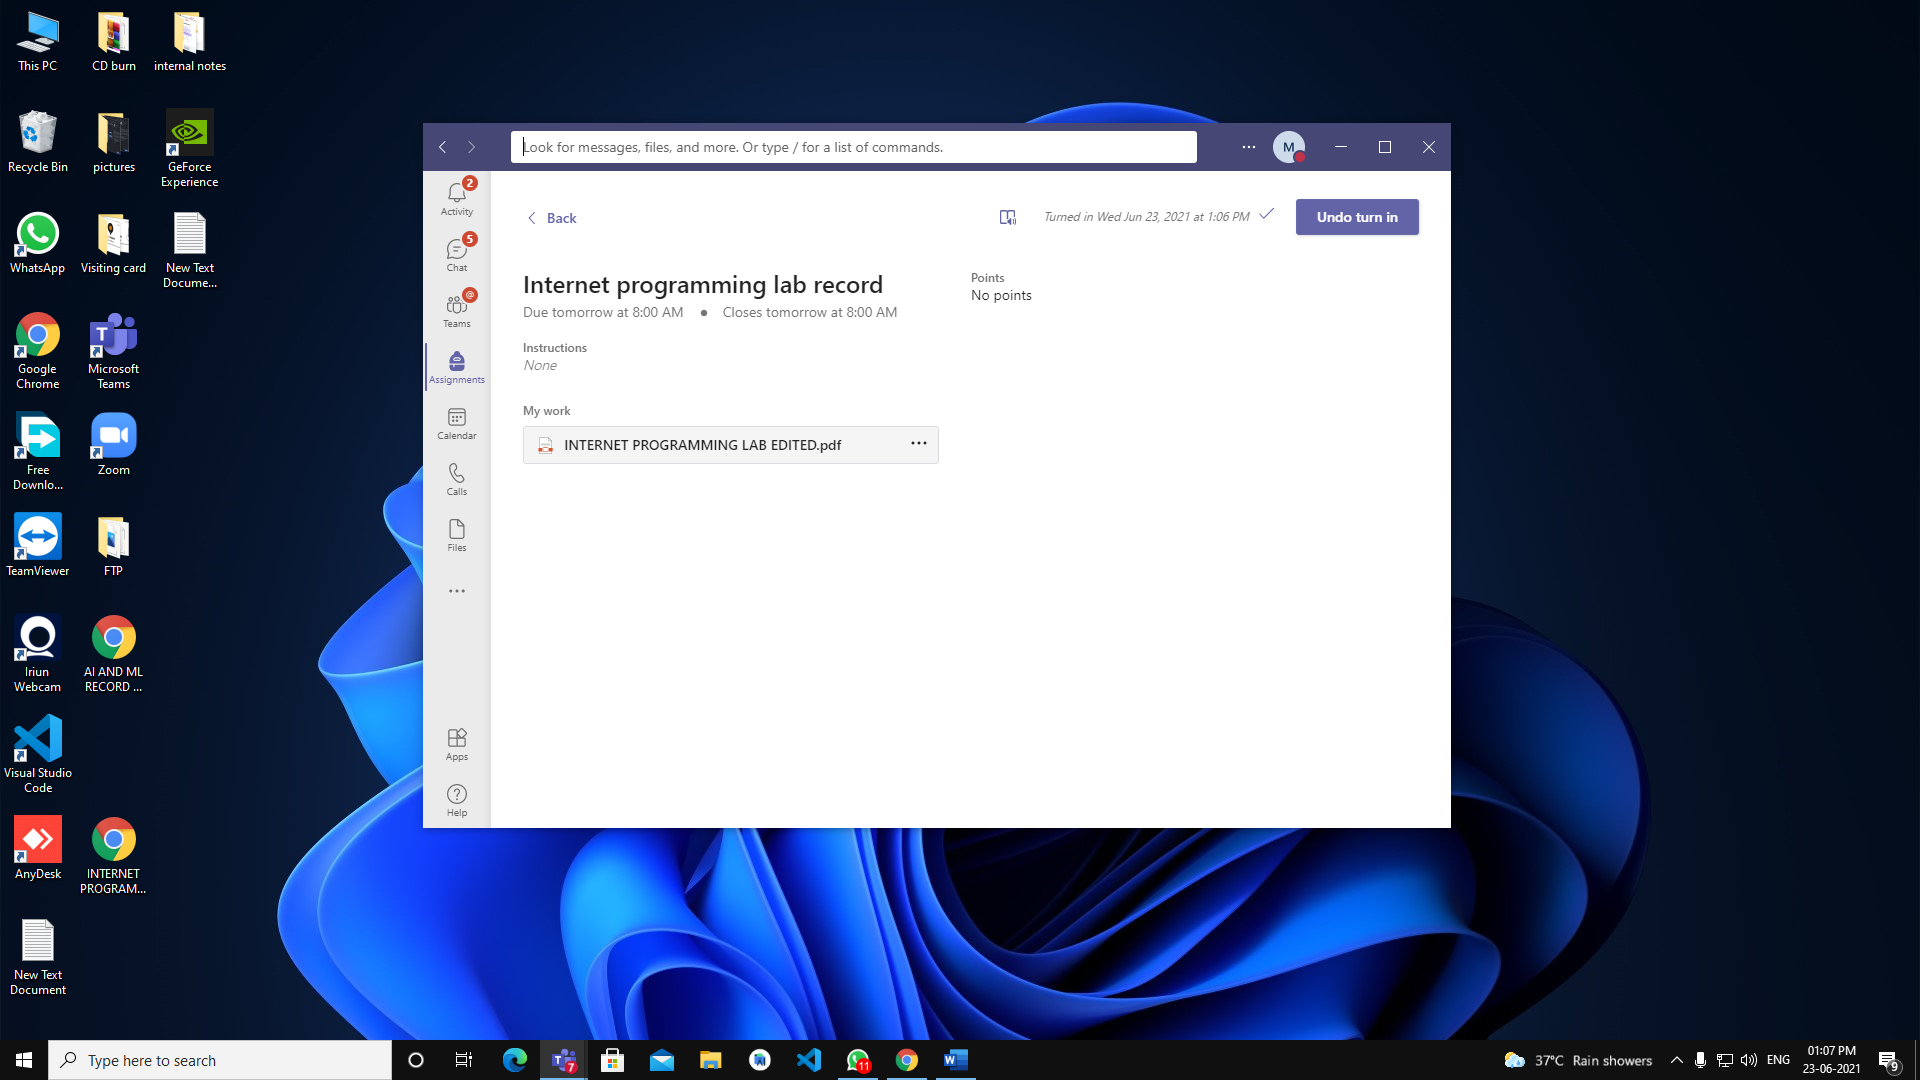 This PC
CD burn
internal notes
Recycle Bin
pictures
GeForce
Experience
WhatsApp
Visiting card
New Text
Docume...
Google
Chrome
Microsoft
Teams
Free
Downlo...
Zoom
TeamViewer
FTP
Iriun
Webcam
AI AND ML
RECORD ...
Visual Studio
Code
AnyDesk
INTERNET
PROGRAM...
New Text
Document
Look for messages, files, and more. Or type / for a list of commands.
M
2
Activity
5
Chat
@
Teams
Assignments
Calendar
Calls
Files
Apps
Help
Back
Turned in Wed Jun 23, 2021 at 1:06 PM
Undo turn in
Internet programming lab record
Due tomorrow at 8:00 AM • Closes tomorrow at 8:00 AM
Points
No points
Instructions
None
My work
INTERNET PROGRAMMING LAB EDITED.pdf
Type here to search
7
11
37°C Rain showers
ENG
01:07 PM
23-06-2021
9